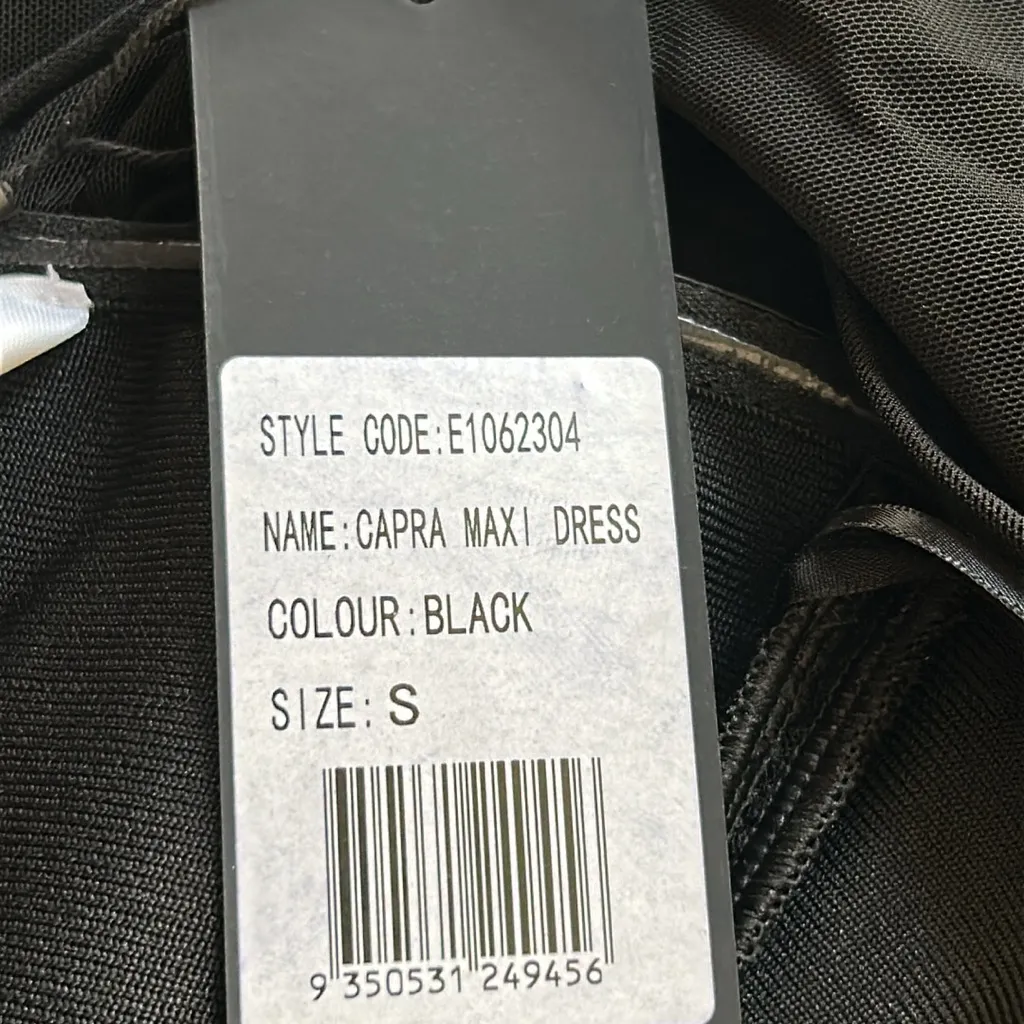 STYLE CODE:E1062304
NAME:CAPRA MAXI DRESS
COLOUR:BLACK
SIZE: S
9 350531 249456